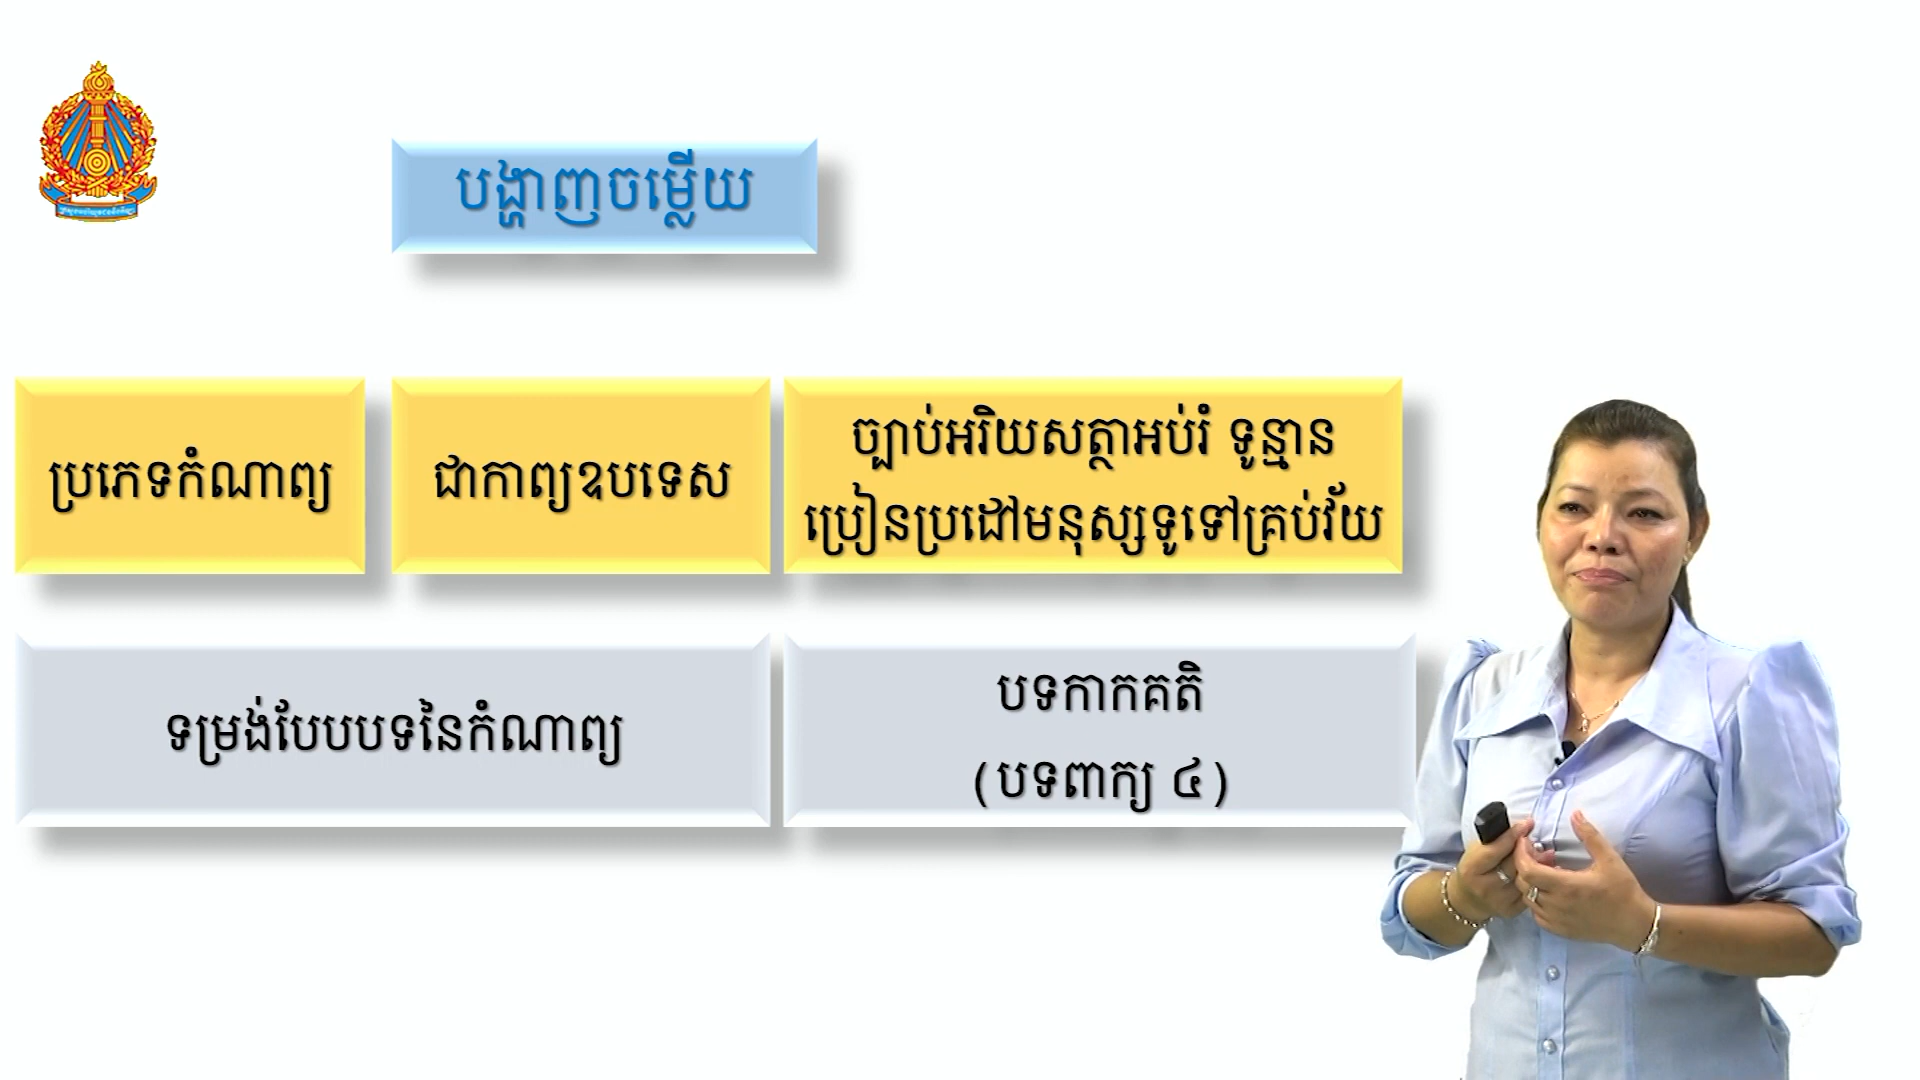 បង្ហាញចម្លើយ
ប្រភេទកំណាព្យ
ជាកាព្យឧបទេស
ច្បាប់អរិយសត្ថាអប់រំ ទូន្មាន
ប្រៀនប្រដៅមនុស្សទូទៅគ្រប់វ័យ
ទម្រង់បែបបទនៃកំណាព្យ
បទកាកគតិ
(បទពាក្យ ៤)